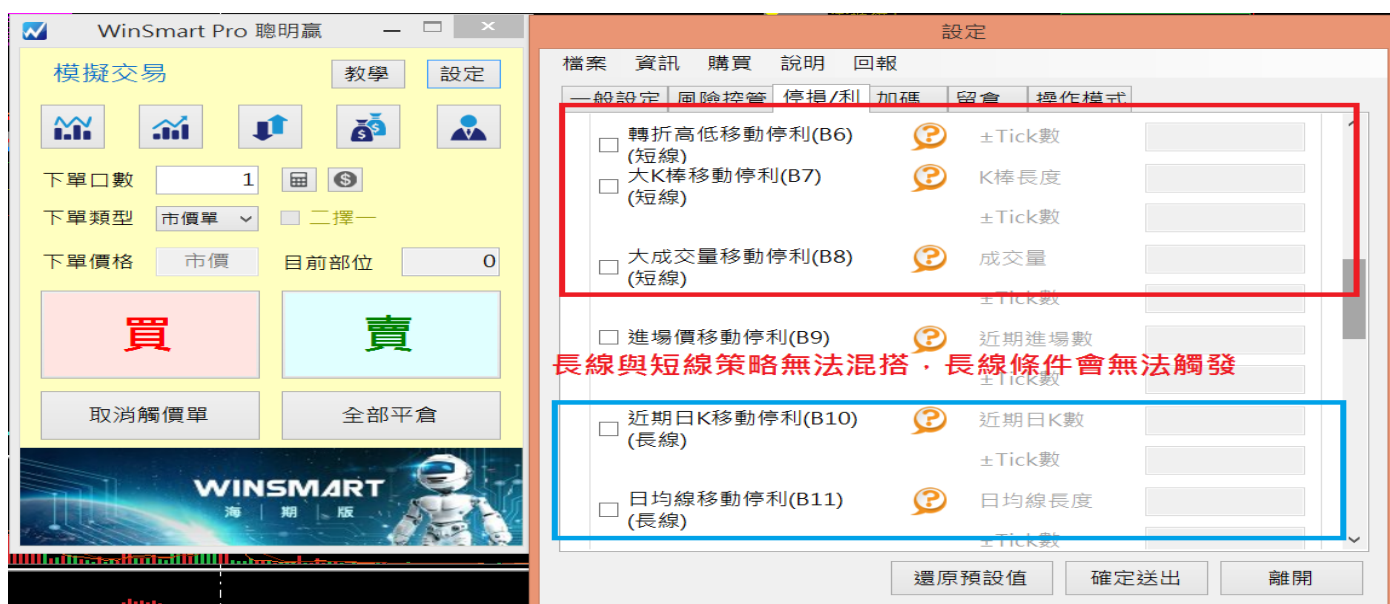 WinSmart Pro 聰明贏
模擬交易
教學
設定
下單口數
1
下單類型
市價單
二擇一
下單價格
市價
目前部位
0
買
賣
取消觸價單
全部平倉
WINSMART
海 | 期 | 版
設定
檔案 資訊 購買 說明 回報
一般設定 風險控管 停損/利 加碼 留倉 操作模式
轉折高低移動停利(B6)
(短線)
±Tick數
大K棒移動停利(B7)
(短線)
K棒長度
±Tick數
大成交量移動停利(B8)
(短線)
成交量
±Tick數
進場價移動停利(B9)
近期進場數
長線與短線策略無法混搭，長線條件會無法觸發
±Tick數
近期日K移動停利(B10)
(長線)
近期日K數
±Tick數
日均線移動停利(B11)
(長線)
日均線長度
±Tick數
還原預設值
確定送出
離開